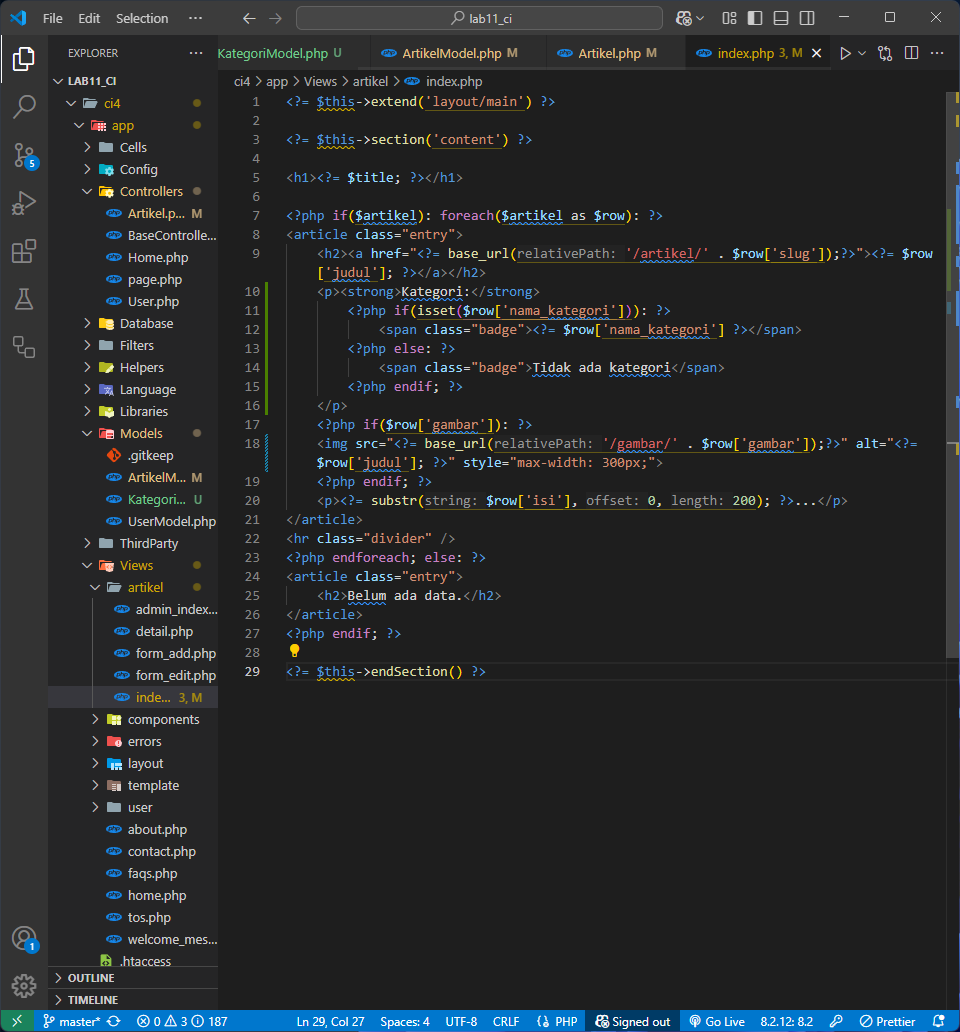 File Edit Selection ··· lab11_ci
EXPLORER ···
KategoriModel.php U ArtikelModel.php M Artikel.php M index.php 3, M
LAB11_CI
ci4
app
Cells
Config
Controllers
Artikel.p... M
BaseControlle...
Home.php
page.php
User.php
Database
Filters
Helpers
Language
Libraries
Models
.gitkeep
ArtikelM... M
Kategori... U
UserModel.php
ThirdParty
Views
artikel
admin_index...
detail.php
form_add.php
form_edit.php
inde... 3, M
components
errors
layout
template
user
about.php
contact.php
faqs.php
home.php
tos.php
welcome_mes...
.htaccess
OUTLINE
TIMELINE
5
1
ci4 > app > Views > artikel > index.php
1 <?= $this->extend('layout/main') ?>
2
3 <?= $this->section('content') ?>
4
5 <h1><?= $title; ?></h1>
6
7 <?php if($artikel): foreach($artikel as $row): ?>
8 <article class="entry">
9 <h2><a href="<?= base_url(relativePath: '/artikel/' . $row['slug']);?>"><?= $row
['judul']; ?></a></h2>
10 <p><strong>Kategori:</strong>
11 <?php if(isset($row['nama_kategori'])): ?>
12 <span class="badge"><?= $row['nama_kategori'] ?></span>
13 <?php else: ?>
14 <span class="badge">Tidak ada kategori</span>
15 <?php endif; ?>
16 </p>
17 <?php if($row['gambar']): ?>
18 <img src="<?= base_url(relativePath: '/gambar/' . $row['gambar']);?>" alt="<?=
$row['judul']; ?>" style="max-width: 300px;">
19 <?php endif; ?>
20 <p><?= substr(string: $row['isi'], offset: 0, length: 200); ?>...</p>
21 </article>
22 <hr class="divider" />
23 <?php endforeach; else: ?>
24 <article class="entry">
25 <h2>Belum ada data.</h2>
26 </article>
27 <?php endif; ?>
28
29 <?= $this->endSection() ?>
master* 0 3 187 Ln 29, Col 27 Spaces: 4 UTF-8 CRLF PHP Signed out Go Live 8.2.12: 8.2 Prettier